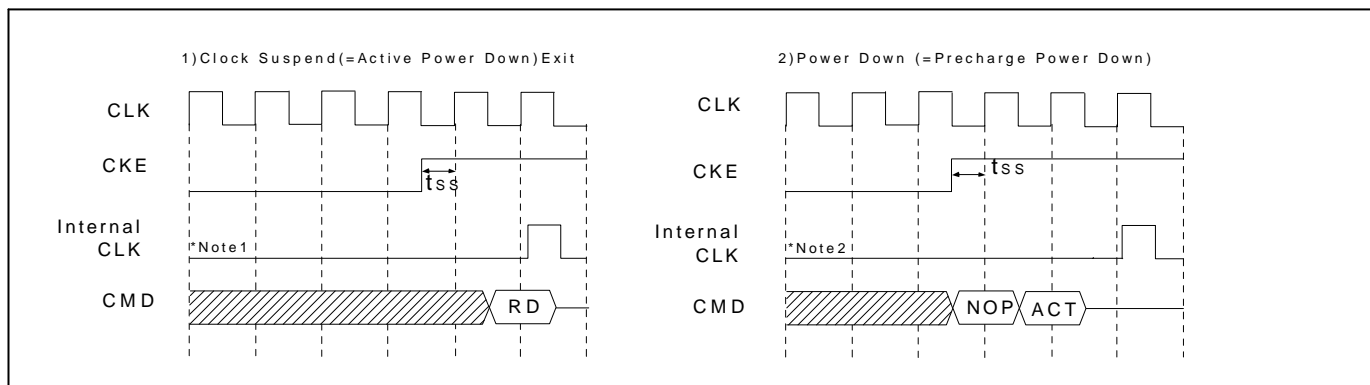 1)Clock Suspend(=Active Power Down)Exit
CLK
CKE
tss
Internal
CLK
*Note1
CMD
RD
2)Power Down (=Precharge Power Down)
CLK
CKE
tss
Internal
CLK
*Note2
CMD
NOP
ACT